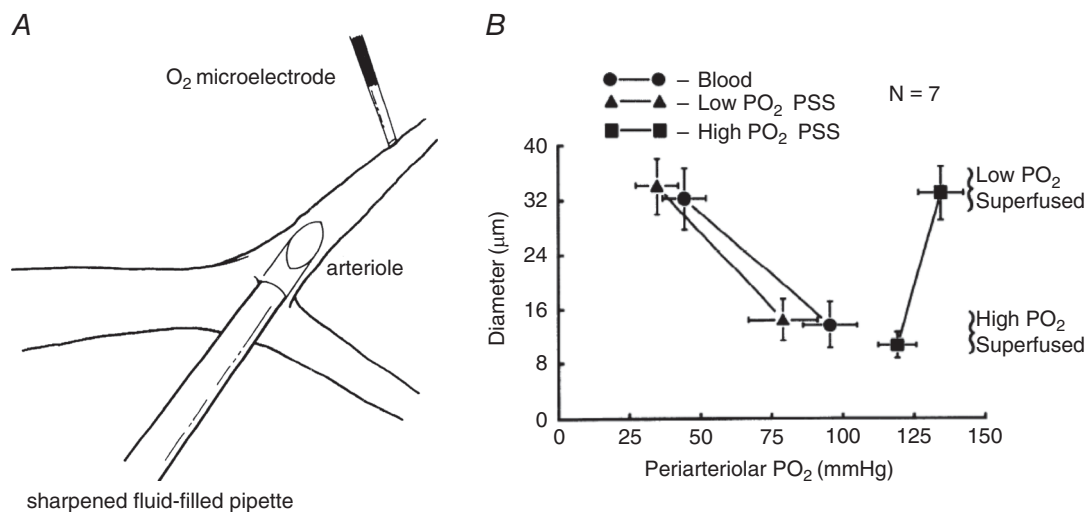 A
O2 microelectrode
arteriole
sharpened fluid-filled pipette
B
– Blood
– Low PO2 PSS
– High PO2 PSS
N = 7
40
32
24
16
8
0
Diameter (μm)
Low PO2
Superfused
High PO2
Superfused
0 25 50 75 100 125 150
Periarteriolar PO2 (mmHg)